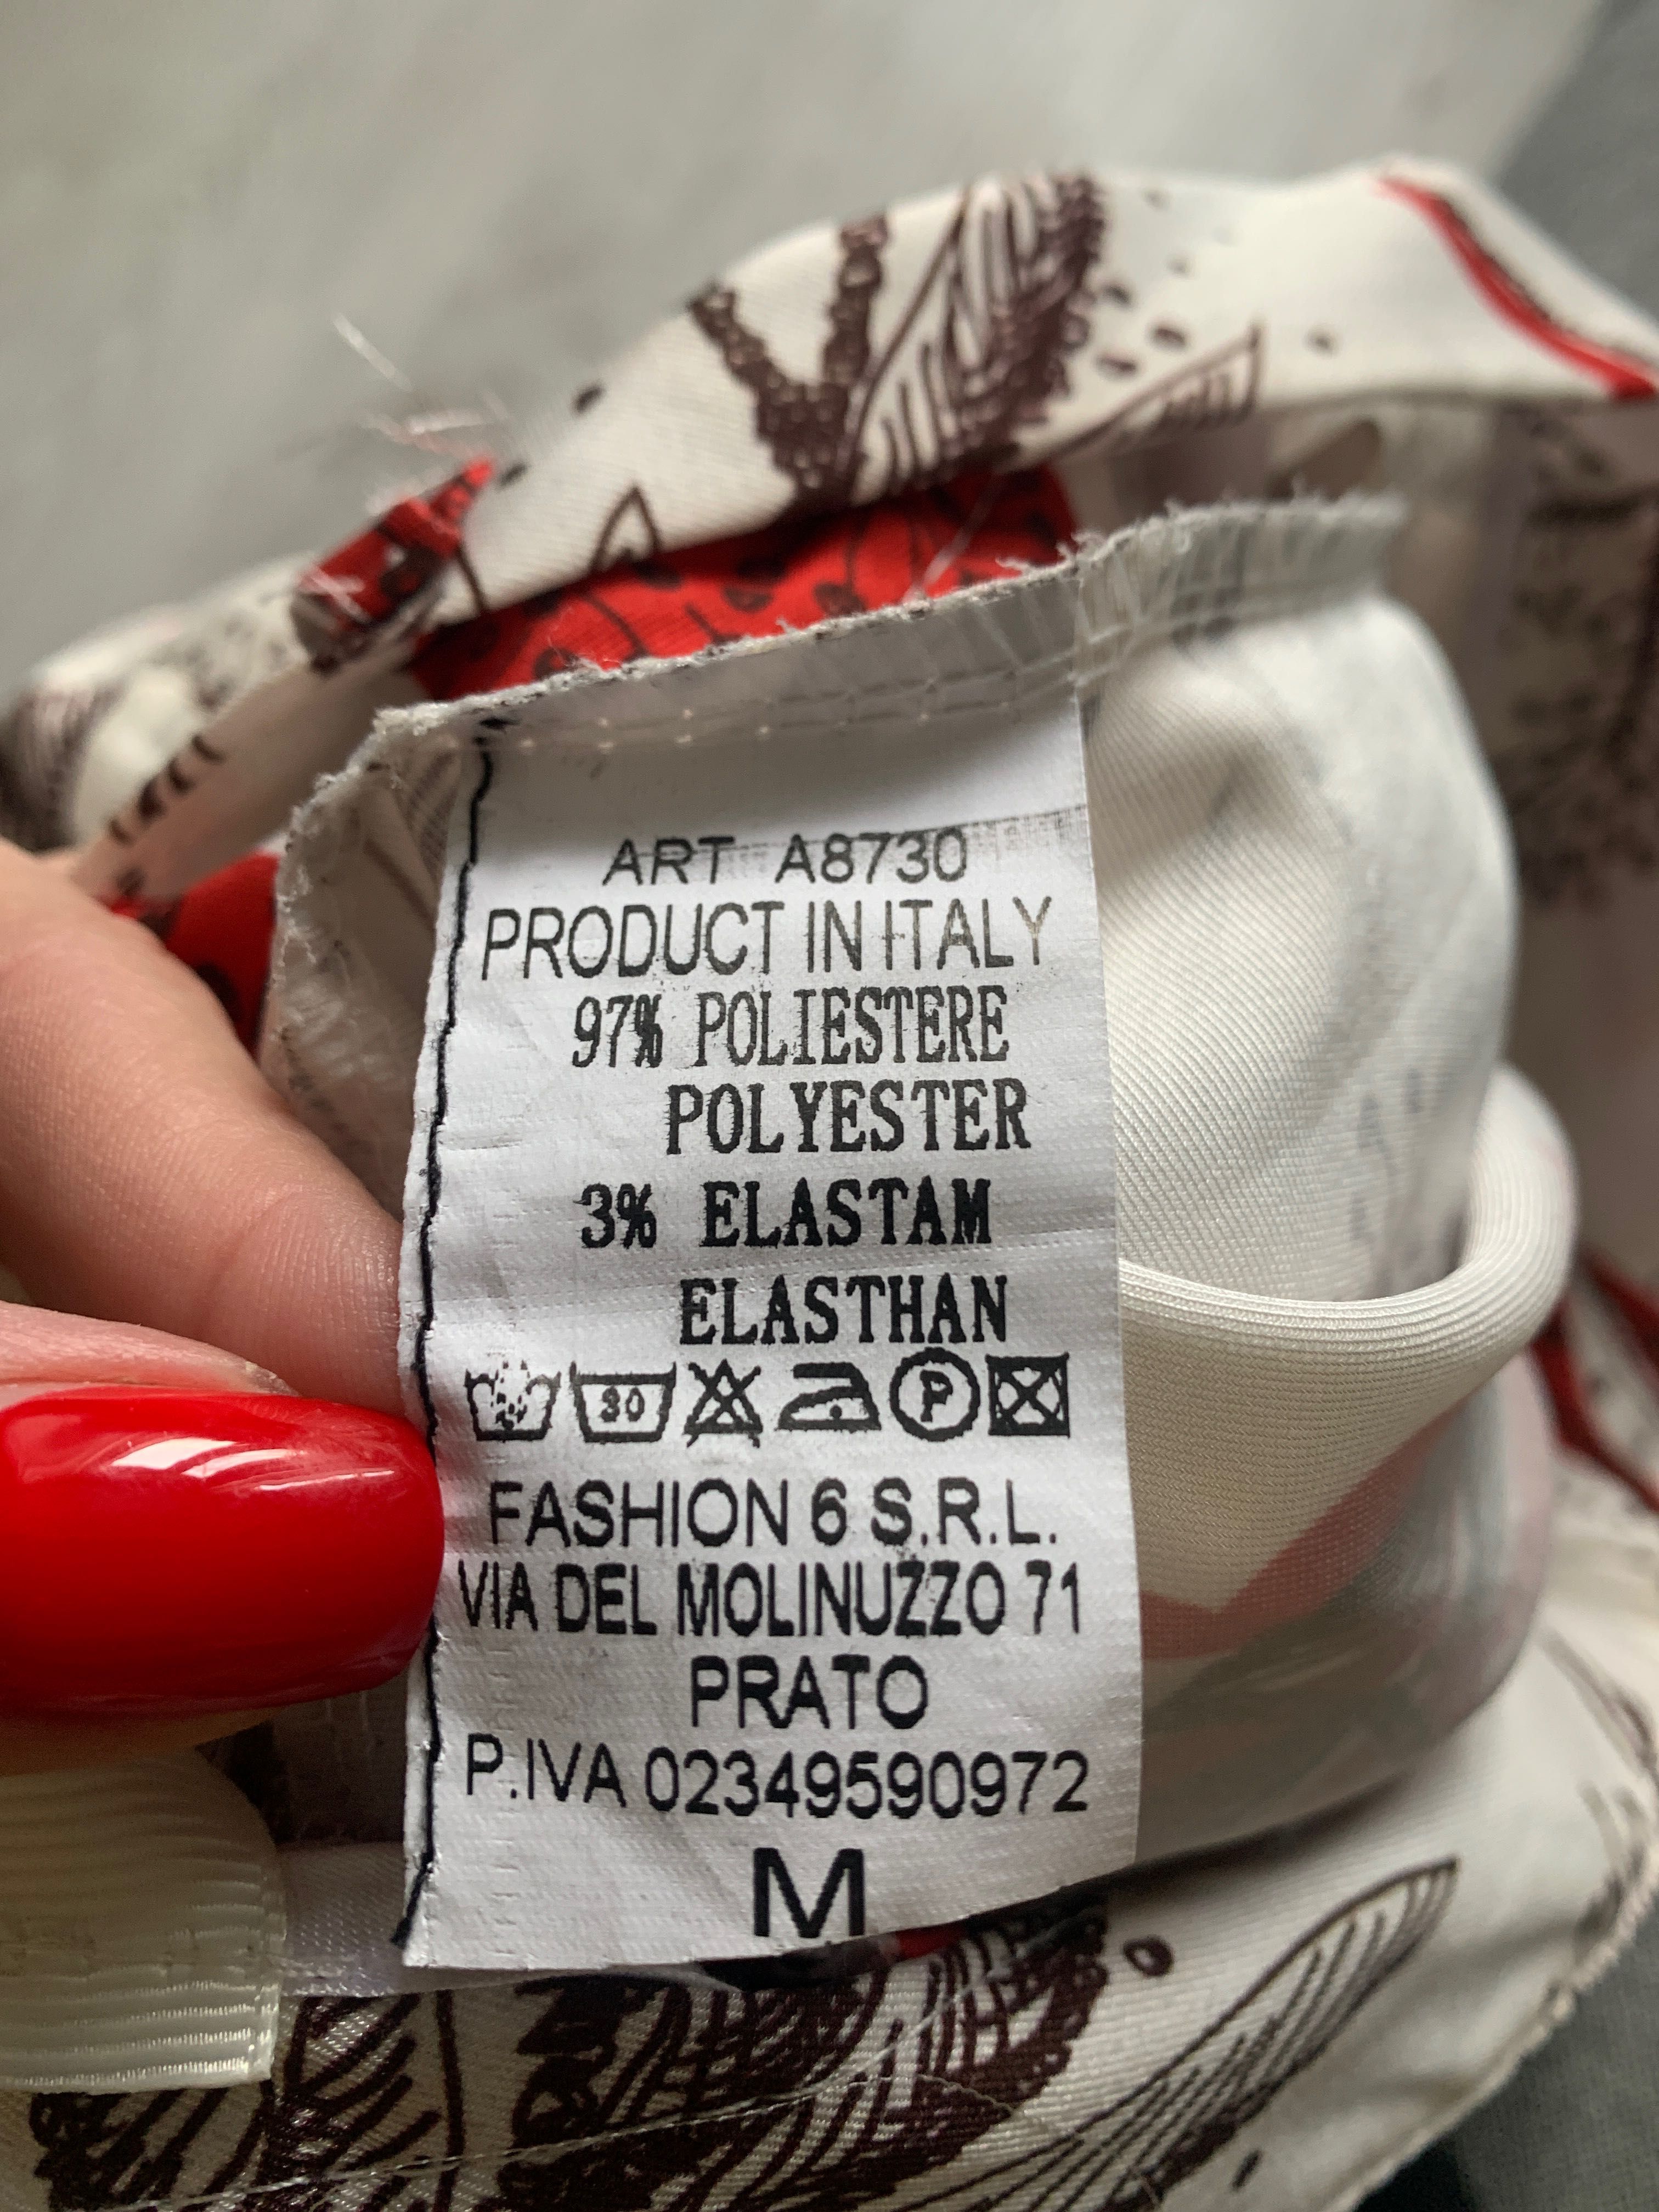 ART A8730
PRODUCT IN ITALY
97% POLIESTERE
POLYESTER
3% ELASTAM
ELASTHAN
30 P
FASHION 6 S.R.L.
VIA DEL MOLINUZZO 71
PRATO
P.IVA 02349590972
M